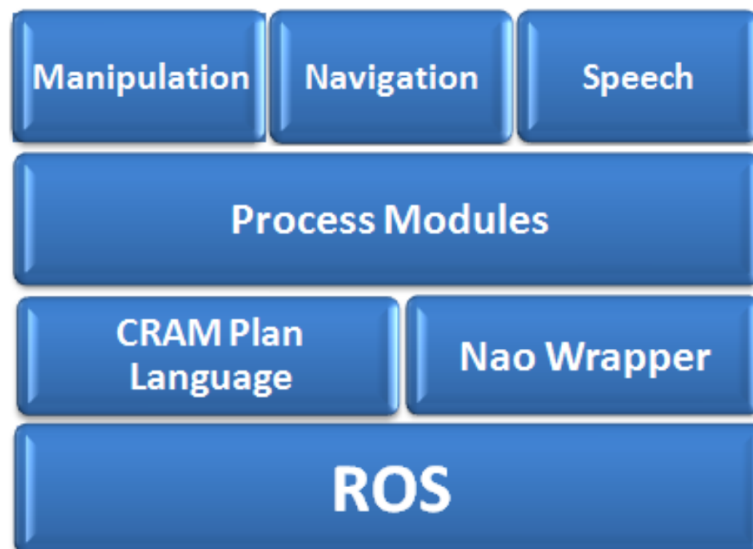 Manipulation
Navigation
Speech
Process Modules
CRAM Plan
Language
Nao Wrapper
ROS